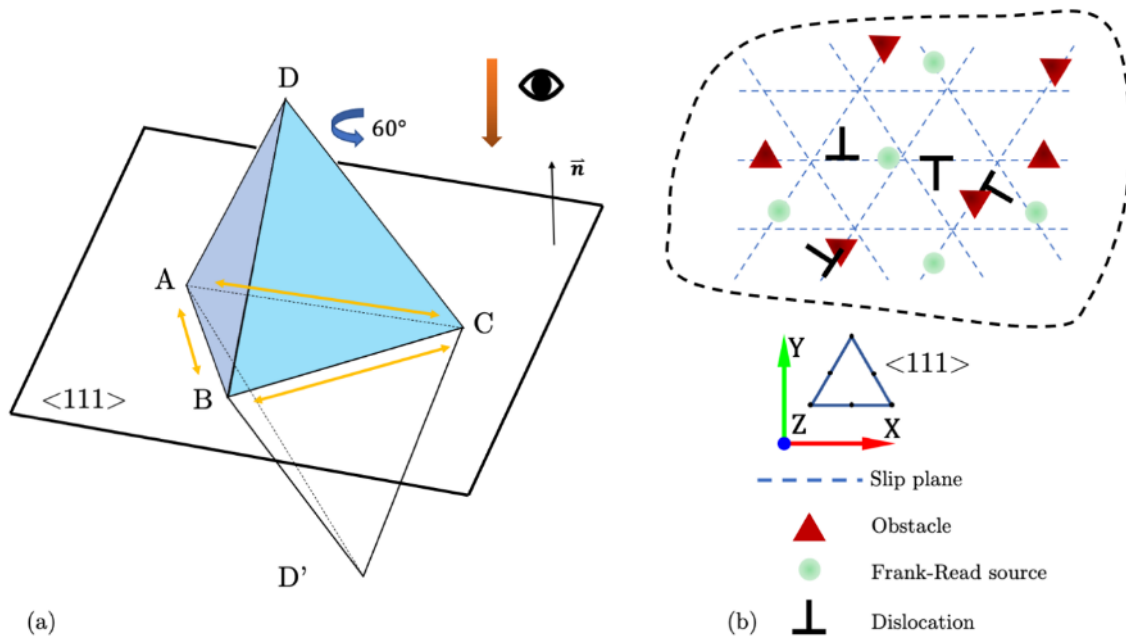 D
60°
n
A
C
B
<111>
D'
(a)
Y
<111>
Z
X
Slip plane
Obstacle
Frank-Read source
Dislocation
(b)